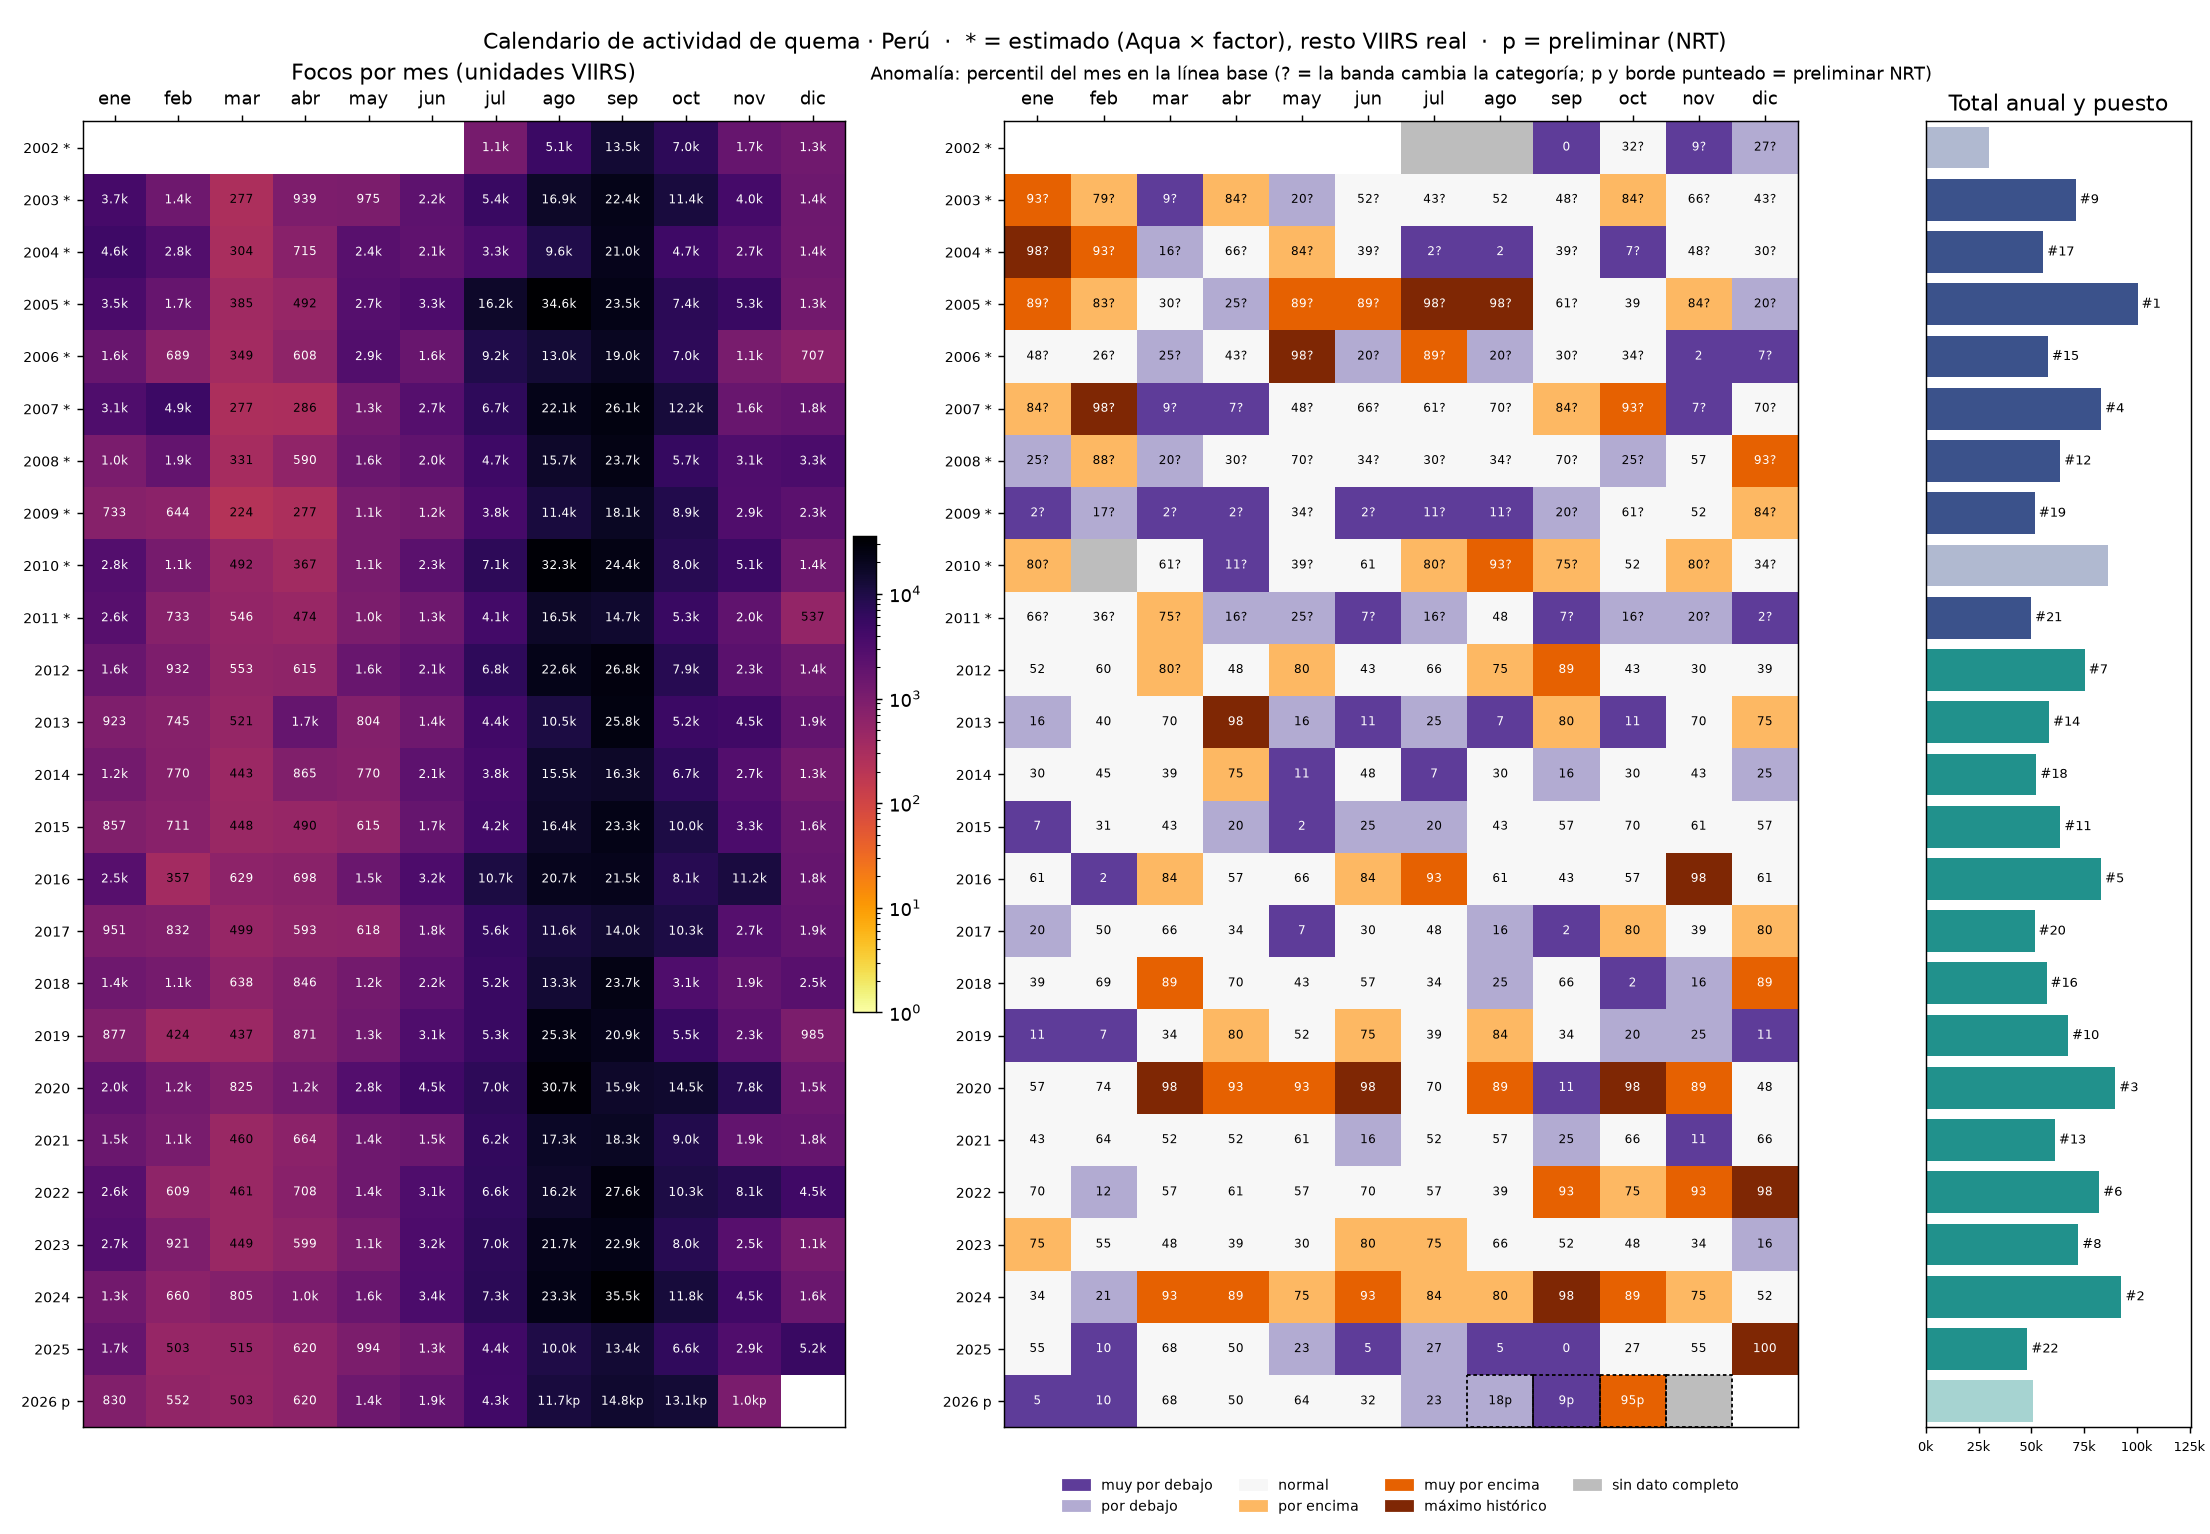 Calendario de actividad de quema · Perú · * = estimado (Aqua × factor), resto VIIRS real · p = preliminar (NRT)
Focos por mes (unidades VIIRS)
ene feb mar abr may jun jul ago sep oct nov dic
2002 * 1.1k 5.1k 13.5k 7.0k 1.7k 1.3k
2003 * 3.7k 1.4k 277 939 975 2.2k 5.4k 16.9k 22.4k 11.4k 4.0k 1.4k
2004 * 4.6k 2.8k 304 715 2.4k 2.1k 3.3k 9.6k 21.0k 4.7k 2.7k 1.4k
2005 * 3.5k 1.7k 385 492 2.7k 3.3k 16.2k 34.6k 23.5k 7.4k 5.3k 1.3k
2006 * 1.6k 689 349 608 2.9k 1.6k 9.2k 13.0k 19.0k 7.0k 1.1k 707
2007 * 3.1k 4.9k 277 286 1.3k 2.7k 6.7k 22.1k 26.1k 12.2k 1.6k 1.8k
2008 * 1.0k 1.9k 331 590 1.6k 2.0k 4.7k 15.7k 23.7k 5.7k 3.1k 3.3k
2009 * 733 644 224 277 1.1k 1.2k 3.8k 11.4k 18.1k 8.9k 2.9k 2.3k
2010 * 2.8k 1.1k 492 367 1.1k 2.3k 7.1k 32.3k 24.4k 8.0k 5.1k 1.4k
2011 * 2.6k 733 546 474 1.0k 1.3k 4.1k 16.5k 14.7k 5.3k 2.0k 537
2012 1.6k 932 553 615 1.6k 2.1k 6.8k 22.6k 26.8k 7.9k 2.3k 1.4k
2013 923 745 521 1.7k 804 1.4k 4.4k 10.5k 25.8k 5.2k 4.5k 1.9k
2014 1.2k 770 443 865 770 2.1k 3.8k 15.5k 16.3k 6.7k 2.7k 1.3k
2015 857 711 448 490 615 1.7k 4.2k 16.4k 23.3k 10.0k 3.3k 1.6k
2016 2.5k 357 629 698 1.5k 3.2k 10.7k 20.7k 21.5k 8.1k 11.2k 1.8k
2017 951 832 499 593 618 1.8k 5.6k 11.6k 14.0k 10.3k 2.7k 1.9k
2018 1.4k 1.1k 638 846 1.2k 2.2k 5.2k 13.3k 23.7k 3.1k 1.9k 2.5k
2019 877 424 437 871 1.3k 3.1k 5.3k 25.3k 20.9k 5.5k 2.3k 985
2020 2.0k 1.2k 825 1.2k 2.8k 4.5k 7.0k 30.7k 15.9k 14.5k 7.8k 1.5k
2021 1.5k 1.1k 460 664 1.4k 1.5k 6.2k 17.3k 18.3k 9.0k 1.9k 1.8k
2022 2.6k 609 461 708 1.4k 3.1k 6.6k 16.2k 27.6k 10.3k 8.1k 4.5k
2023 2.7k 921 449 599 1.1k 3.2k 7.0k 21.7k 22.9k 8.0k 2.5k 1.1k
2024 1.3k 660 805 1.0k 1.6k 3.4k 7.3k 23.3k 35.5k 11.8k 4.5k 1.6k
2025 1.7k 503 515 620 994 1.3k 4.4k 10.0k 13.4k 6.6k 2.9k 5.2k
2026 p 830 552 503 620 1.4k 1.9k 4.3k 11.7kp 14.8kp 13.1kp 1.0kp
10⁴
10³
10²
10¹
10⁰
Anomalía: percentil del mes en la línea base (? = la banda cambia la categoría; p y borde punteado = preliminar NRT)
ene feb mar abr may jun jul ago sep oct nov dic
2002 * 0 32? 9? 27?
2003 * 93? 79? 9? 84? 20? 52? 43? 52 48? 84? 66? 43?
2004 * 98? 93? 16? 66? 84? 39? 2? 2 39? 7? 48? 30?
2005 * 89? 83? 30? 25? 89? 89? 98? 98? 61? 39 84? 20?
2006 * 48? 26? 25? 43? 98? 20? 89? 20? 30? 34? 2 7?
2007 * 84? 98? 9? 7? 48? 66? 61? 70? 84? 93? 7? 70?
2008 * 25? 88? 20? 30? 70? 34? 30? 34? 70? 25? 57 93?
2009 * 2? 17? 2? 2? 34? 2? 11? 11? 20? 61? 52 84?
2010 * 80? 61? 11? 39? 61 80? 93? 75? 52 80? 34?
2011 * 66? 36? 75? 16? 25? 7? 16? 48 7? 16? 20? 2?
2012 52 60 80? 48 80 43 66 75 89 43 30 39
2013 16 40 70 98 16 11 25 7 80 11 70 75
2014 30 45 39 75 11 48 7 30 16 30 43 25
2015 7 31 43 20 2 25 20 43 57 70 61 57
2016 61 2 84 57 66 84 93 61 43 57 98 61
2017 20 50 66 34 7 30 48 16 2 80 39 80
2018 39 69 89 70 43 57 34 25 66 2 16 89
2019 11 7 34 80 52 75 39 84 34 20 25 11
2020 57 74 98 93 93 98 70 89 11 98 89 48
2021 43 64 52 52 61 16 52 57 25 66 11 66
2022 70 12 57 61 57 70 57 39 93 75 93 98
2023 75 55 48 39 30 80 75 66 52 48 34 16
2024 34 21 93 89 75 93 84 80 98 89 75 52
2025 55 10 68 50 23 5 27 5 0 27 55 100
2026 p 5 10 68 50 64 32 23 18p 9p 95p
muy por debajo normal muy por encima sin dato completo
por debajo por encima máximo histórico
Total anual y puesto
#9
#17
#1
#15
#4
#12
#19
#21
#7
#14
#18
#11
#5
#20
#16
#10
#3
#13
#6
#8
#2
#22
0k 25k 50k 75k 100k 125k